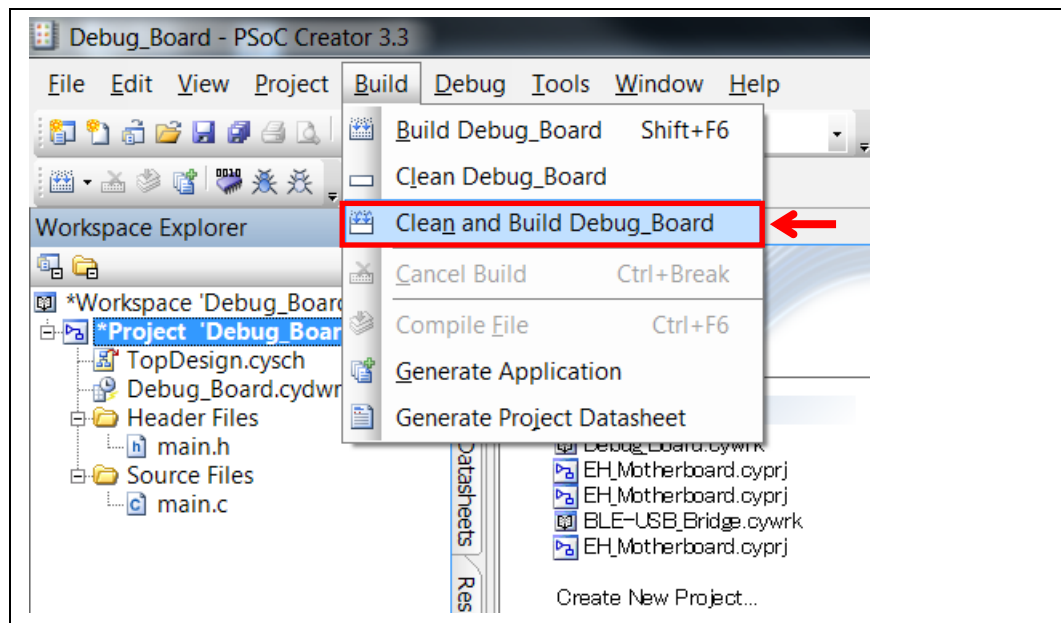 Debug_Board - PSoC Creator 3.3
File Edit View Project Build Debug Tools Window Help
Build Debug_Board Shift+F6
Clean Debug_Board
Clean and Build Debug_Board
Cancel Build Ctrl+Break
Compile File Ctrl+F6
Generate Application
Generate Project Datasheet
Workspace Explorer
*Workspace 'Debug_Board
*Project 'Debug_Boar
TopDesign.cysch
Debug_Board.cydwr
Header Files
main.h
Source Files
main.c
Datasheets
Res
Debug_Board.cywrk
EH_Motherboard.cyprj
EH_Motherboard.cyprj
BLE-USB_Bridge.cywrk
EH_Motherboard.cyprj
Create New Project...